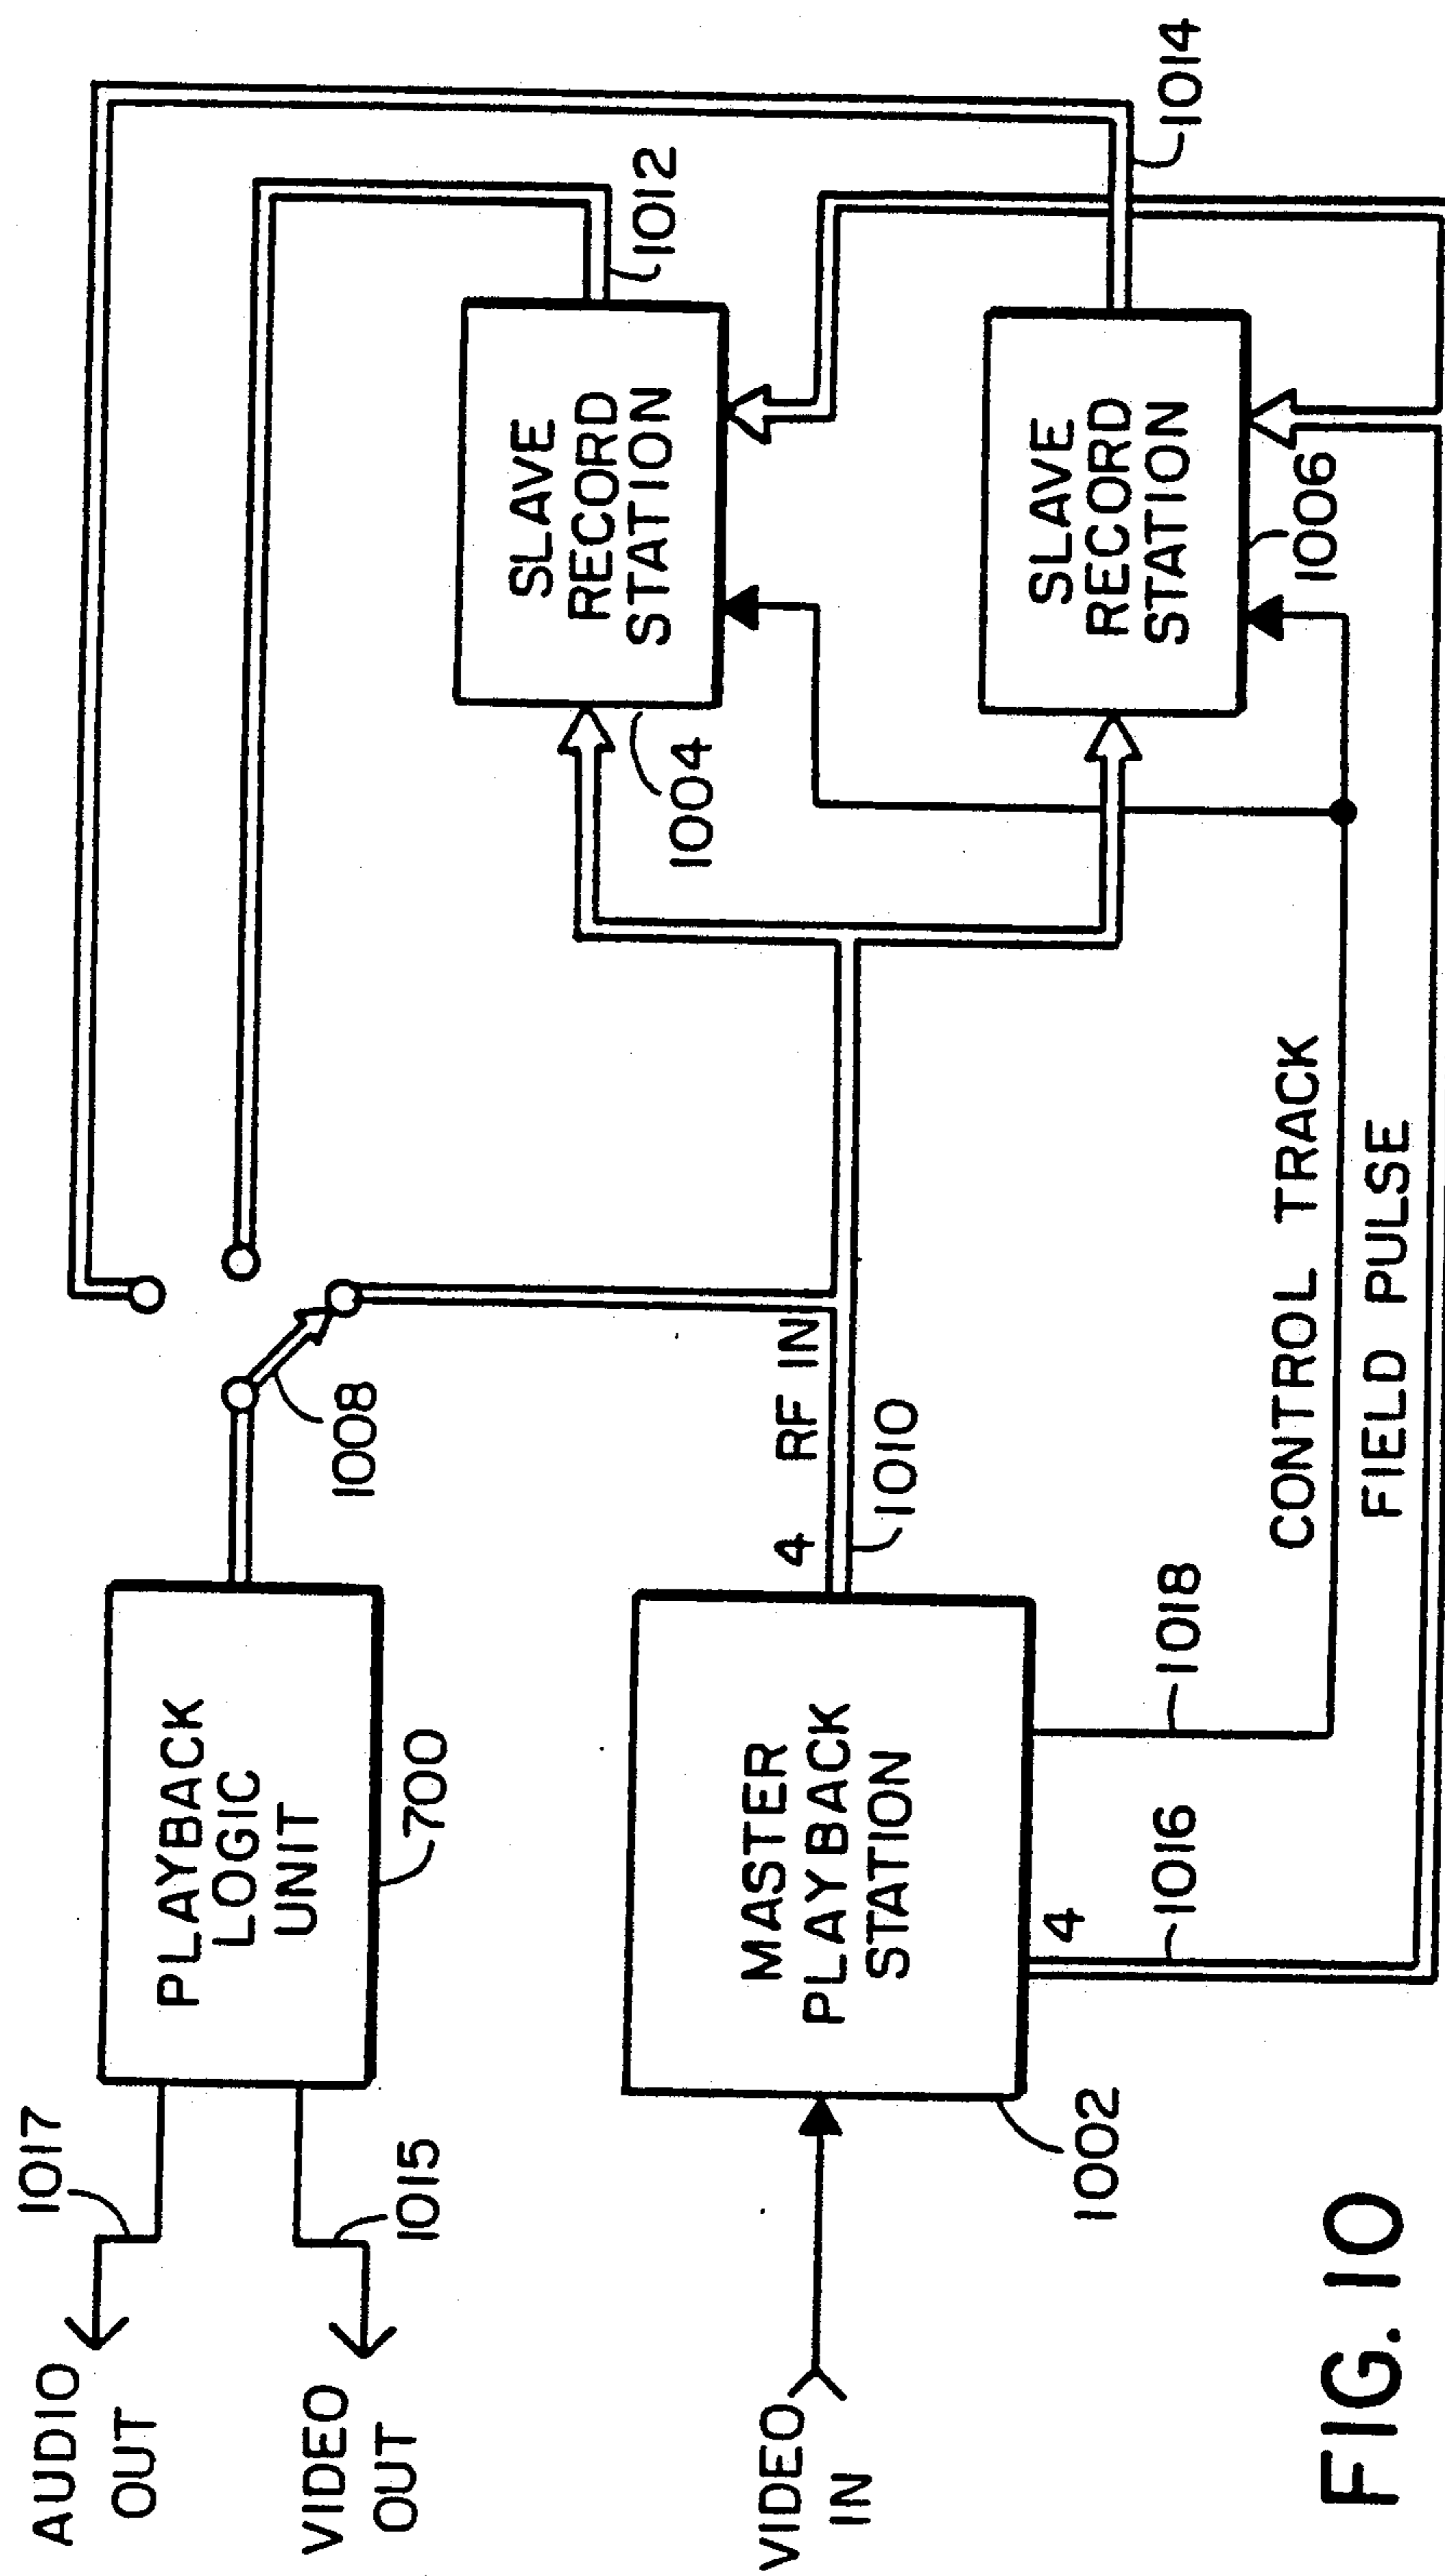 AUDIO
OUT
1017
VIDEO
OUT
1015
PLAYBACK
LOGIC
UNIT
700
1008
1012
1014
SLAVE
RECORD
STATION
1004
VIDEO
IN
MASTER
PLAYBACK
STATION
1002
4 RF IN
1010
SLAVE
RECORD
STATION
1006
4
1016
1018
CONTROL TRACK
FIELD PULSE
FIG. 10